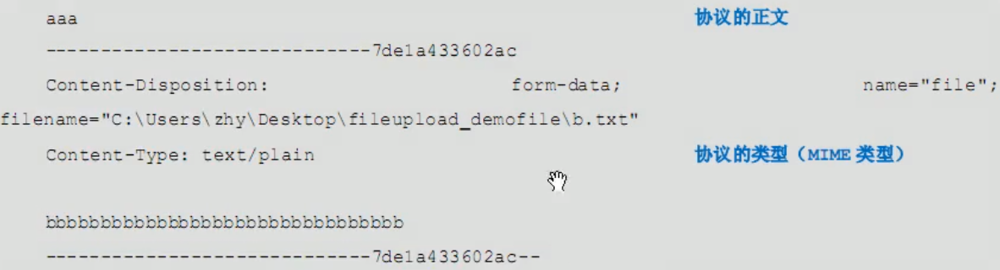 aaa 协议的正文
-----------------------------7de1a433602ac
Content-Disposition: form-data; name="file";
filename="C:\Users\zhy\Desktop\fileupload_demofile\b.txt"
Content-Type: text/plain 协议的类型（MIME 类型）
bbbbbbbbbbbbbbbbbbbbbbbbbbbbbbbb
-----------------------------7de1a433602ac--